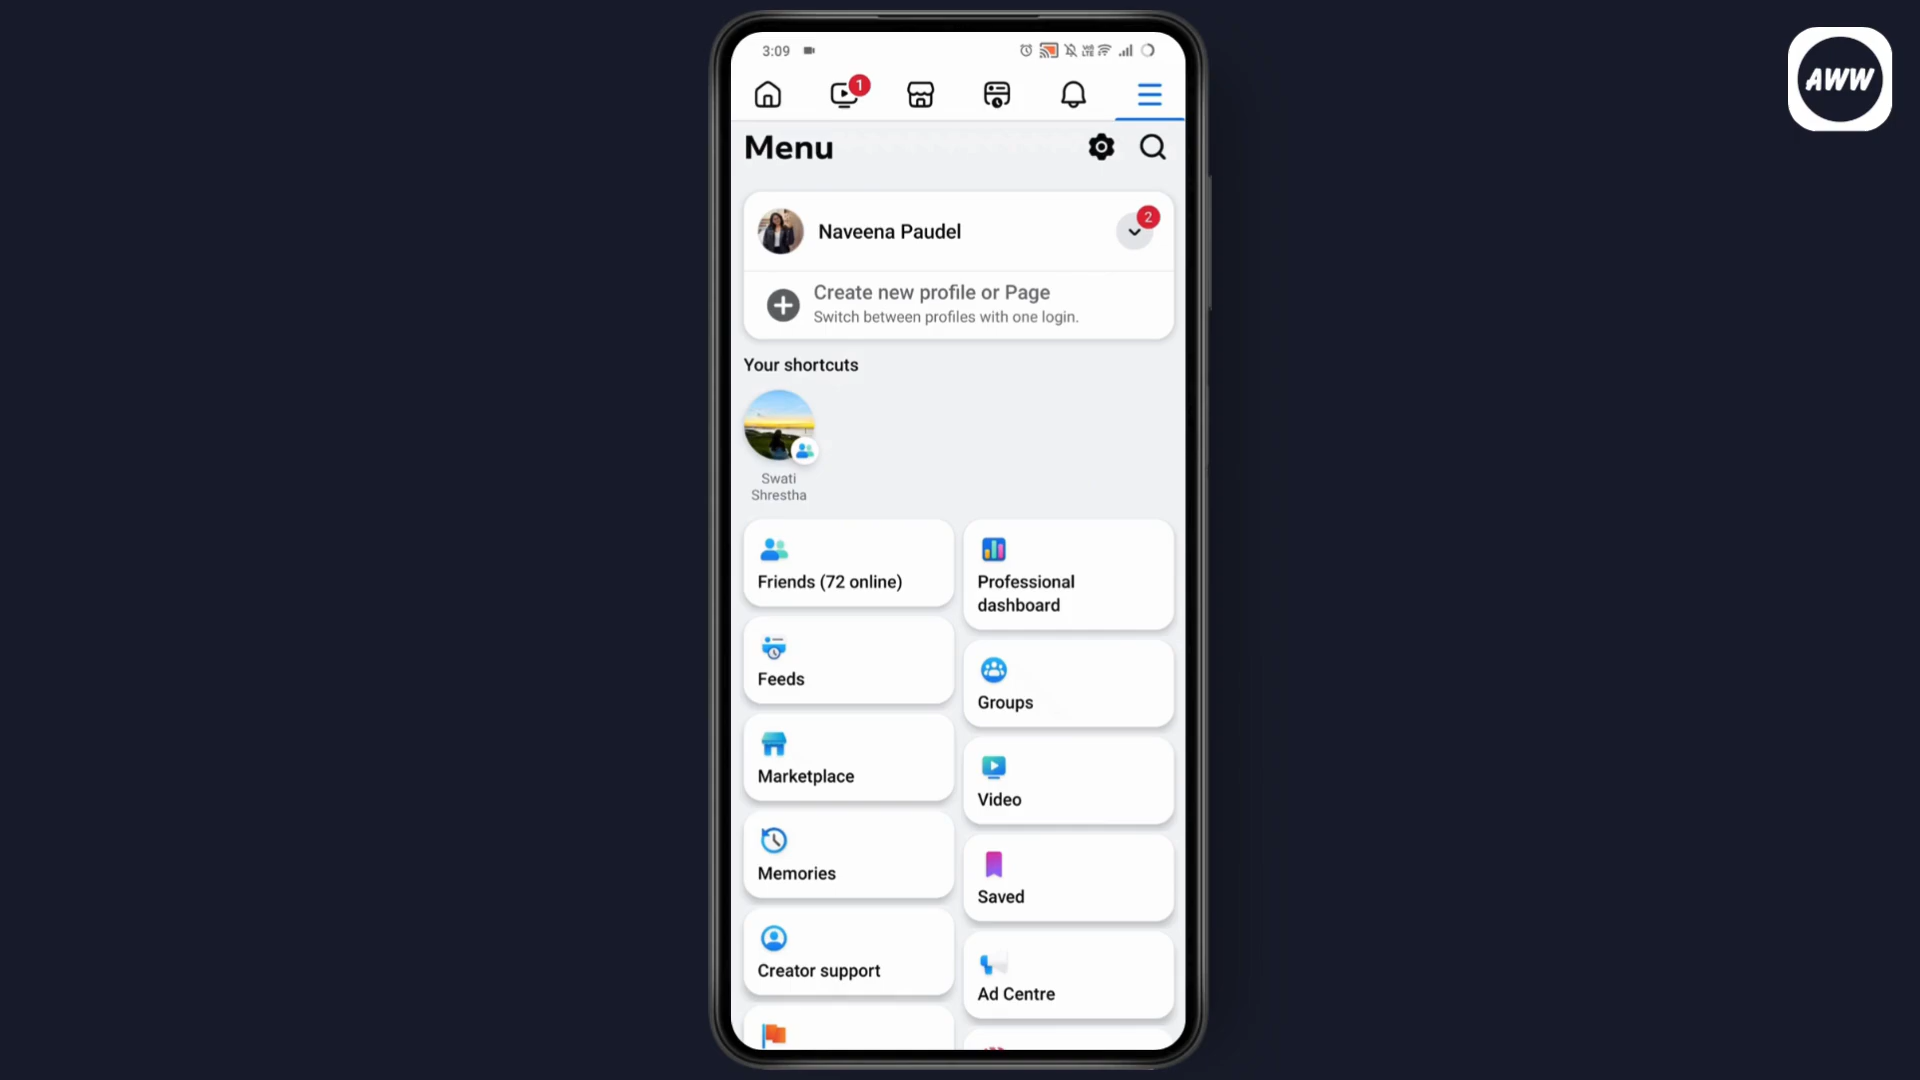 3:09
AWW
1
Menu
Naveena Paudel
2
Create new profile or Page
Switch between profiles with one login.
Your shortcuts
Swati
Shrestha
Friends (72 online)
Professional
dashboard
Feeds
Groups
Marketplace
Video
Memories
Saved
Creator support
Ad Centre